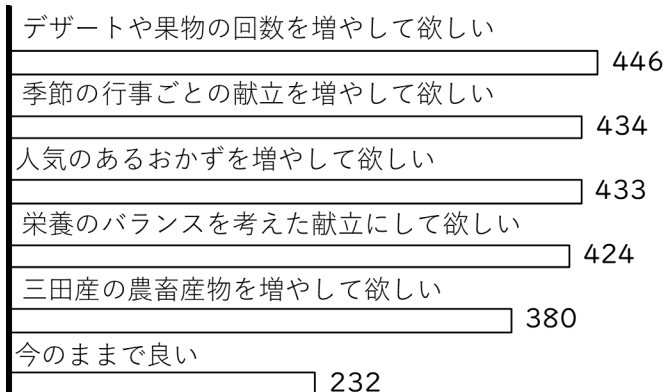 デザートや果物の回数を増やして欲しい
446
季節の行事ごとの献立を増やして欲しい
434
人気のあるおかずを増やして欲しい
433
栄養のバランスを考えた献立にして欲しい
424
三田産の農畜産物を増やして欲しい
380
今のままで良い
232